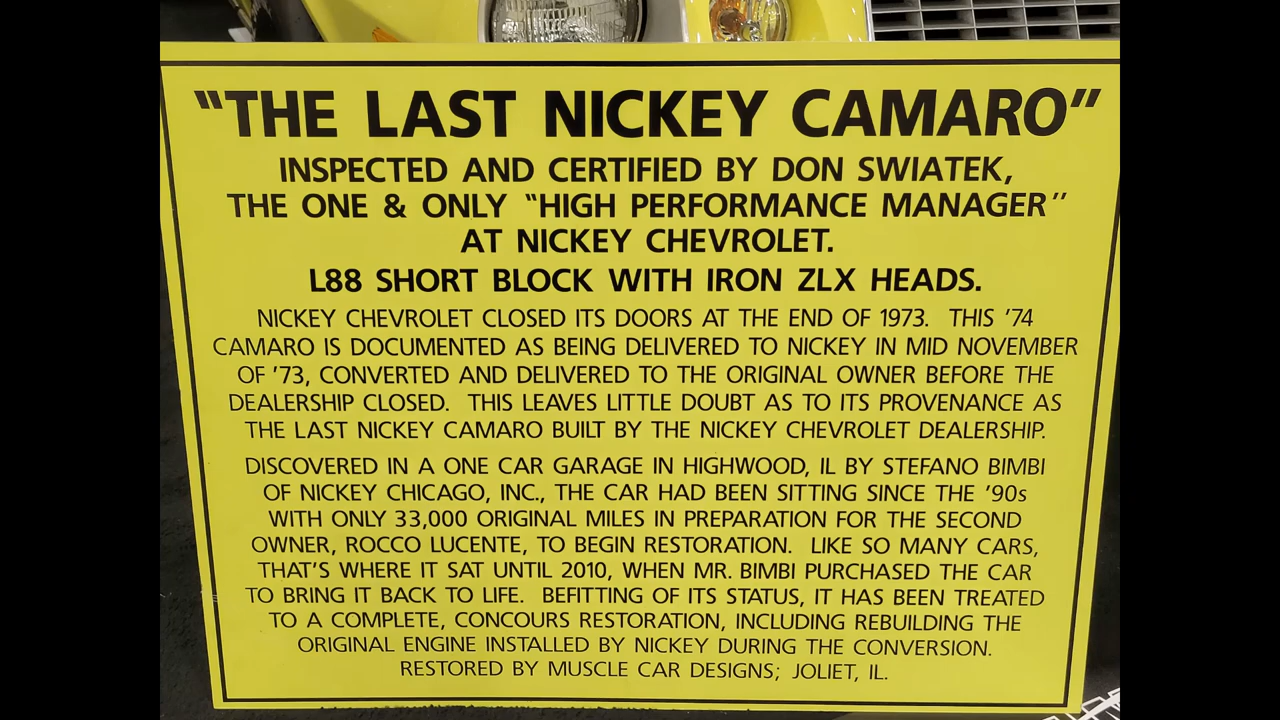 "THE LAST NICKEY CAMARO"
INSPECTED AND CERTIFIED BY DON SWIATEK,
THE ONE & ONLY "HIGH PERFORMANCE MANAGER"
AT NICKEY CHEVROLET.
L88 SHORT BLOCK WITH IRON ZLX HEADS.
NICKEY CHEVROLET CLOSED ITS DOORS AT THE END OF 1973. THIS '74
CAMARO IS DOCUMENTED AS BEING DELIVERED TO NICKEY IN MID NOVEMBER
OF '73, CONVERTED AND DELIVERED TO THE ORIGINAL OWNER BEFORE THE
DEALERSHIP CLOSED. THIS LEAVES LITTLE DOUBT AS TO ITS PROVENANCE AS
THE LAST NICKEY CAMARO BUILT BY THE NICKEY CHEVROLET DEALERSHIP.
DISCOVERED IN A ONE CAR GARAGE IN HIGHWOOD, IL BY STEFANO BIMBI
OF NICKEY CHICAGO, INC., THE CAR HAD BEEN SITTING SINCE THE '90s
WITH ONLY 33,000 ORIGINAL MILES IN PREPARATION FOR THE SECOND
OWNER, ROCCO LUCENTE, TO BEGIN RESTORATION. LIKE SO MANY CARS,
THAT'S WHERE IT SAT UNTIL 2010, WHEN MR. BIMBI PURCHASED THE CAR
TO BRING IT BACK TO LIFE. BEFITTING OF ITS STATUS, IT HAS BEEN TREATED
TO A COMPLETE, CONCOURS RESTORATION, INCLUDING REBUILDING THE
ORIGINAL ENGINE INSTALLED BY NICKEY DURING THE CONVERSION.
RESTORED BY MUSCLE CAR DESIGNS; JOLIET, IL.